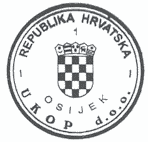 REPUBLIKA HRVATSKA
1
OSIJEK
UKOP d.o.o.